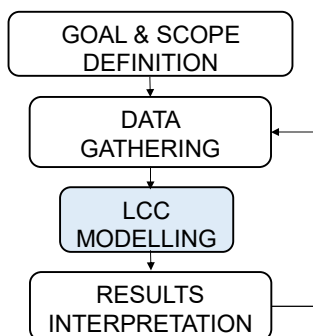 GOAL & SCOPE
DEFINITION
DATA
GATHERING
LCC
MODELLING
RESULTS
INTERPRETATION